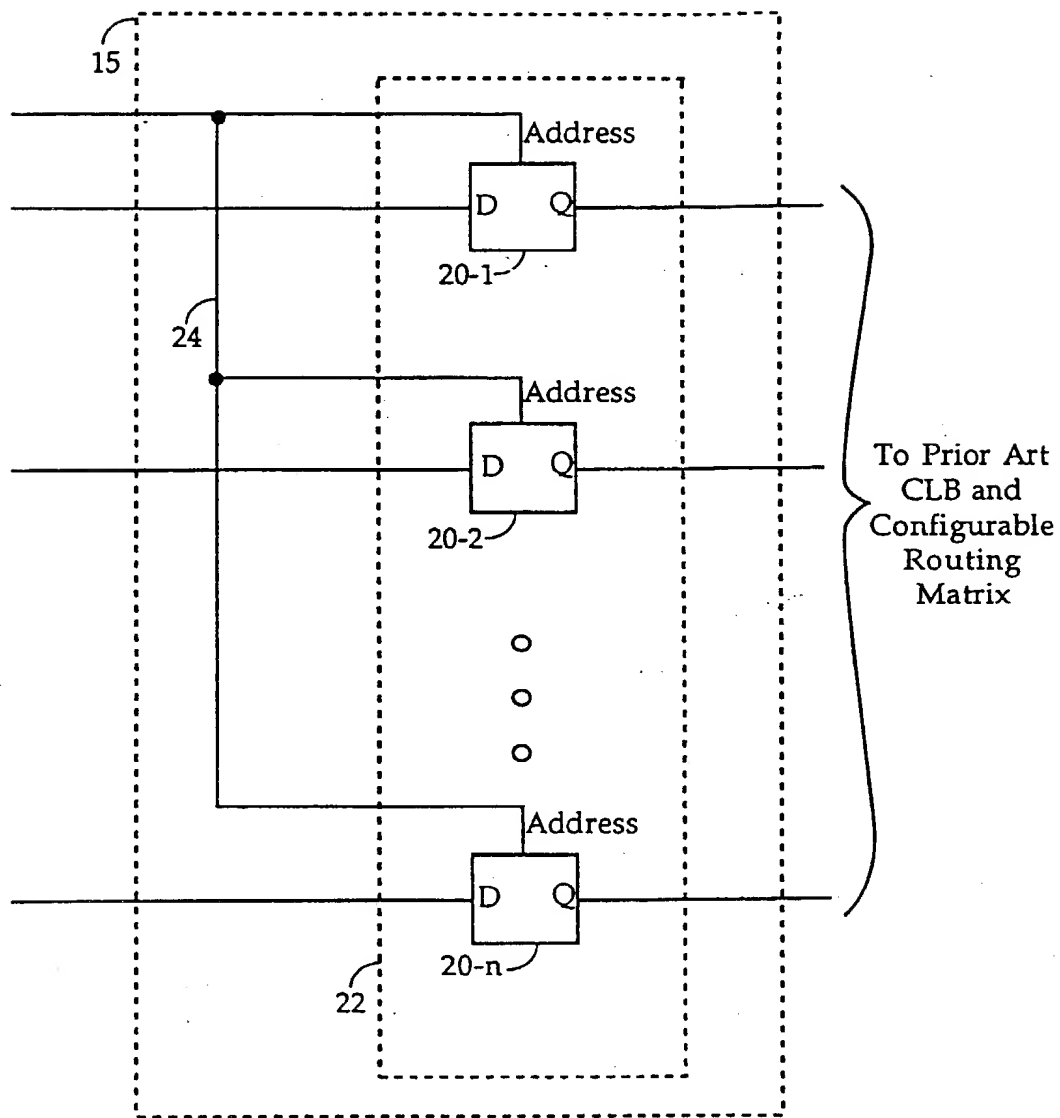 15
Address
D Q
20-1
24
Address
D Q
20-2
To Prior Art
CLB and
Configurable
Routing
Matrix
Address
D Q
20-n
22